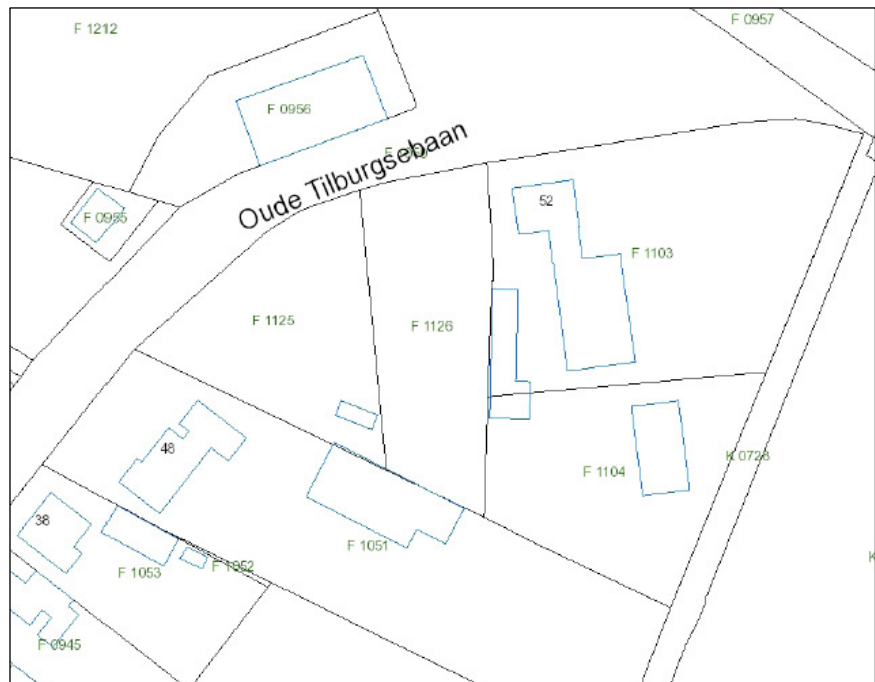 F 1212
F 0957
F 0956
Oude Tilburgsebaan
F 0955
52
F 1103
F 1125
F 1126
48
F 1104
K 0728
38
F 1051
F 1053
F 1052
F 0945
K